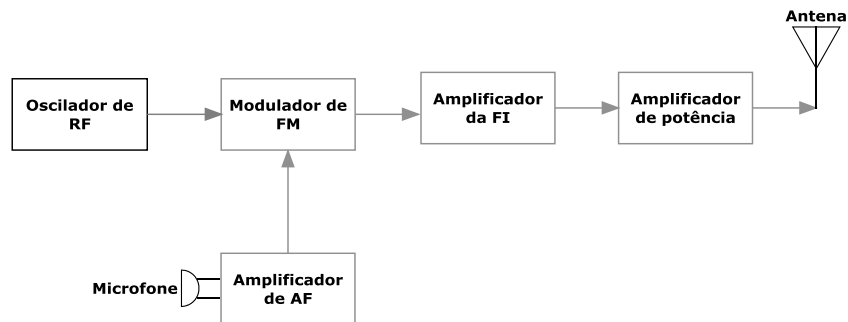 Antena
Oscilador de
RF
Modulador de
FM
Amplificador
da FI
Amplificador
de potência
Microfone
Amplificador
de AF